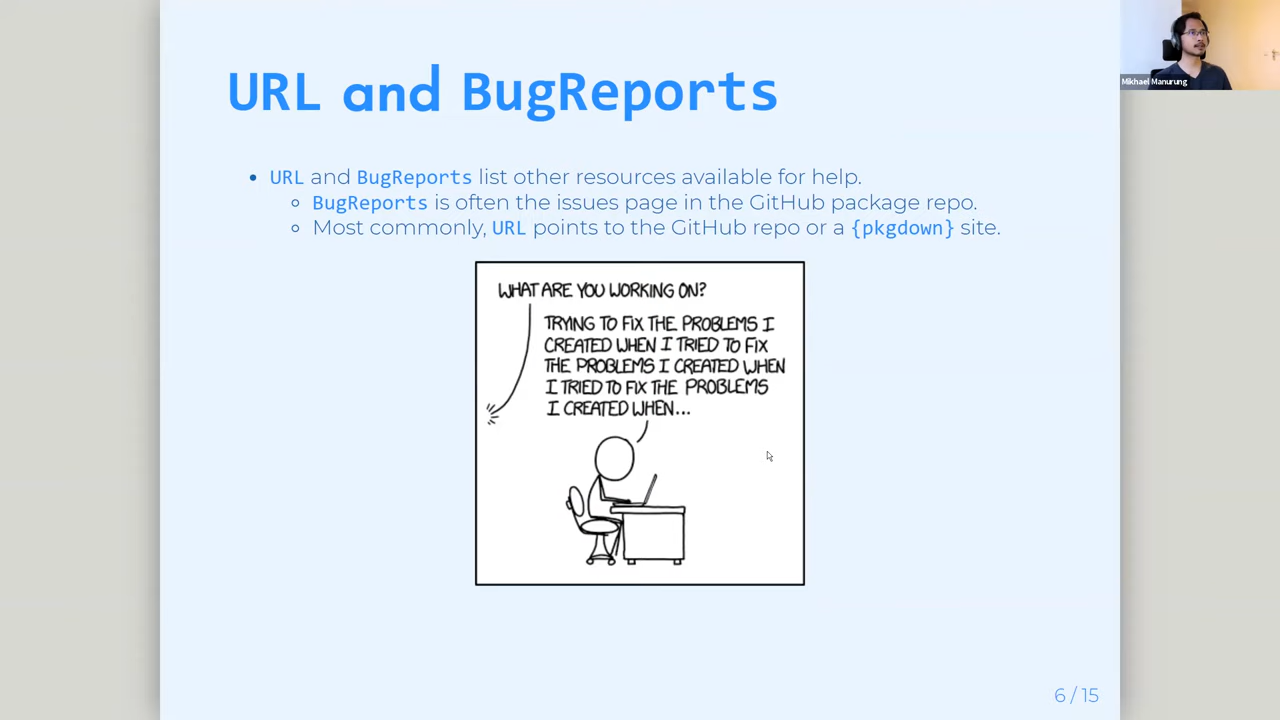 URL and BugReports
URL and BugReports list other resources available for help.
BugReports is often the issues page in the GitHub package repo.
Most commonly, URL points to the GitHub repo or a {pkgdown} site.
WHAT ARE YOU WORKING ON?
TRYING TO FIX THE PROBLEMS I
CREATED WHEN I TRIED TO FIX
THE PROBLEMS I CREATED WHEN
I TRIED TO FIX THE PROBLEMS
I CREATED WHEN...
6 / 15
Mikhael Manurung